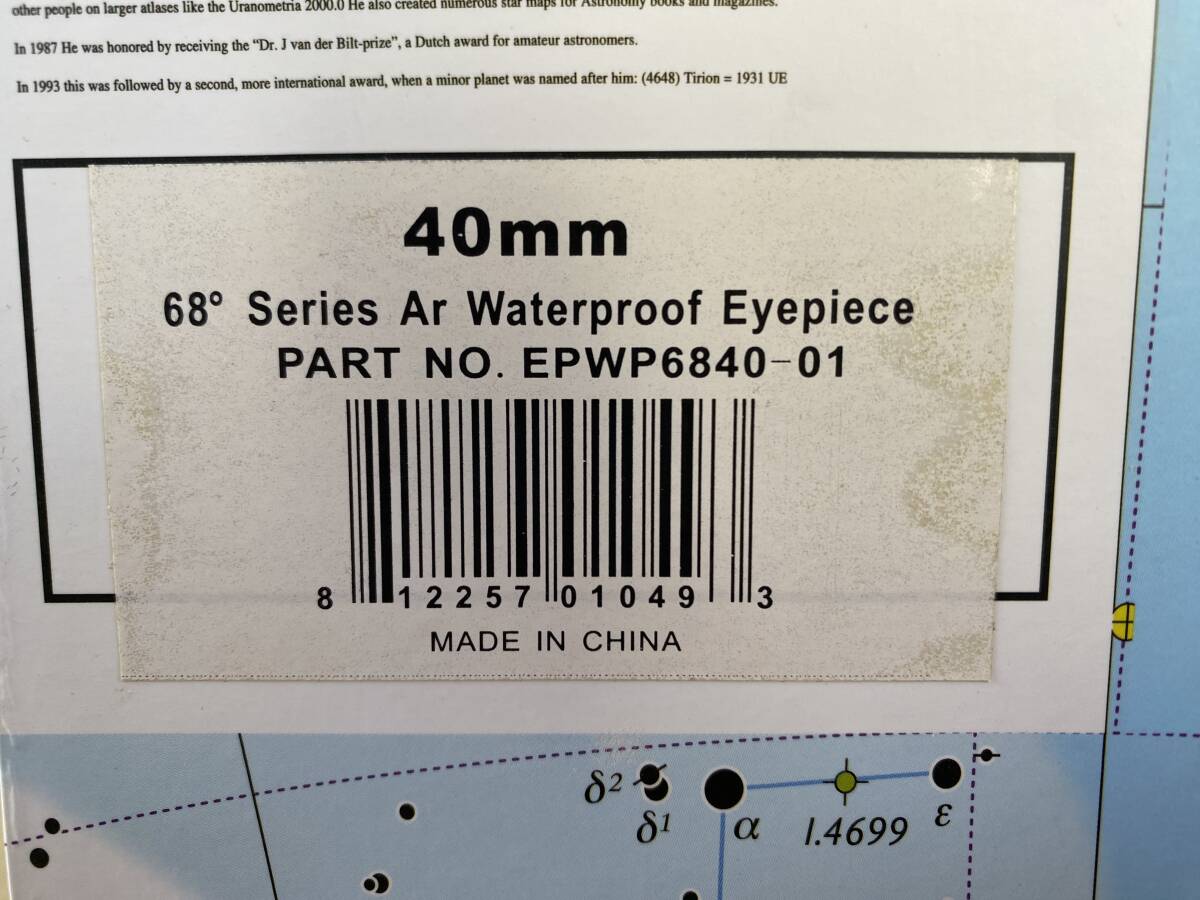 other people on larger atlases like the Uranometria 2000.0 He also created numerous star maps for Astronomy books and magazines.
In 1987 He was honored by receiving the “Dr. J van der Bilt-prize”, a Dutch award for amateur astronomers.
In 1993 this was followed by a second, more international award, when a minor planet was named after him: (4648) Tirion = 1931 UE
40mm
68° Series Ar Waterproof Eyepiece
PART NO. EPWP6840-01
8 12257 01049 3
MADE IN CHINA
δ2
δ1 α 1.4699 ε